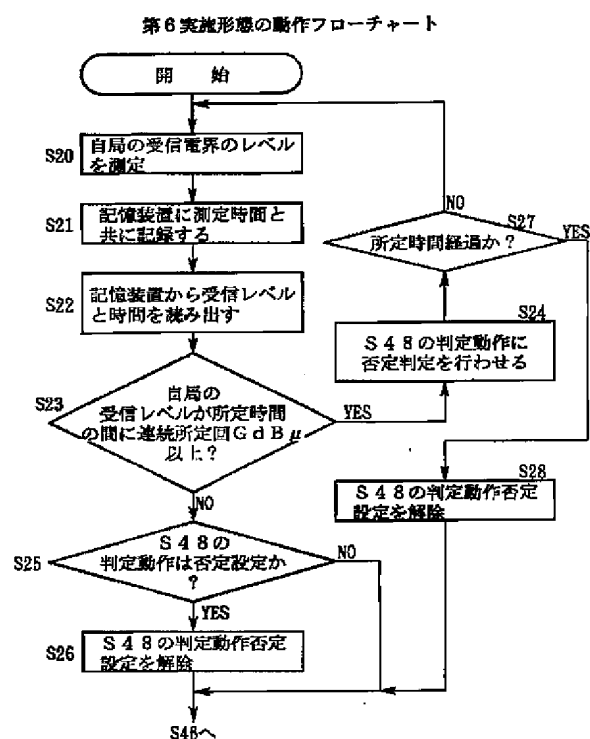 第6実施形態の動作フローチャート
開　始
S20
自局の受信電界のレベル
を測定
S21
記憶装置に測定時間と
共に記録する
S22
記憶装置から受信レベル
と時間を読み出す
S23
自局の
受信レベルが所定時間
の間に連続所定回GdBμ
以上？
YES
NO
S24
S48の判定動作に
否定判定を行わせる
S27
所定時間経過か？
NO
YES
S28
S48の判定動作否定
設定を解除
S25
S48の
判定動作は否定設定か
？
NO
YES
S26
S48の判定動作否定
設定を解除
S46へ